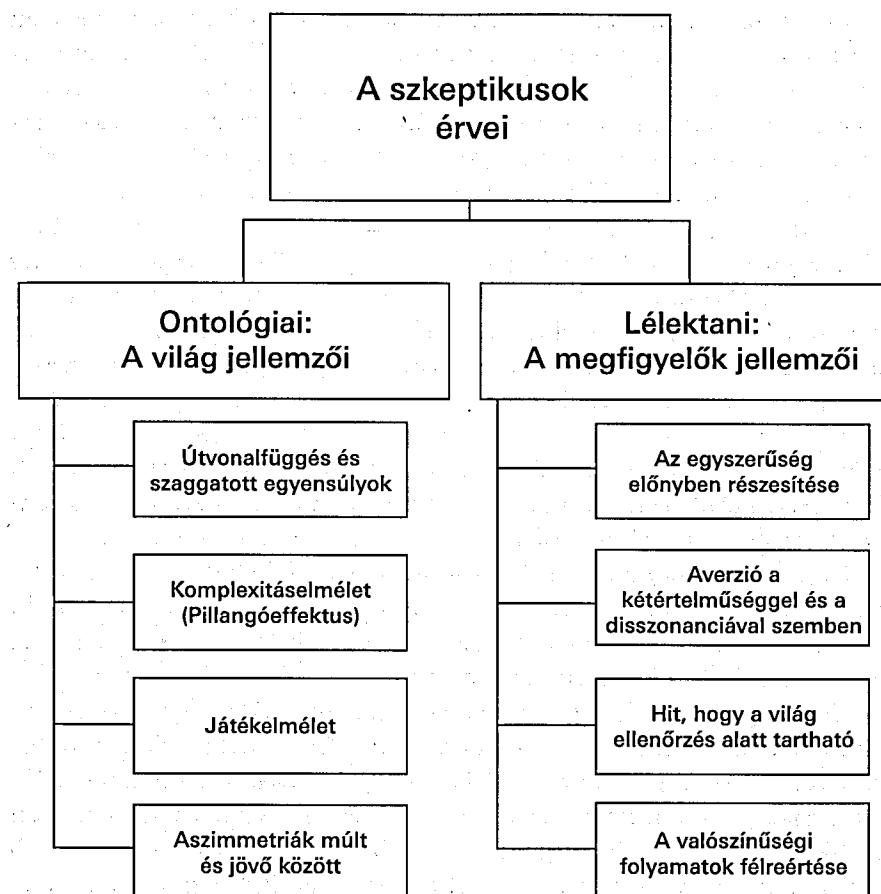 A szkeptikusok
érvei
Ontológiai:
A világ jellemzői
Útvonalfüggés és
szaggatott egyensúlyok
Komplexitáselmélet
(Pillangóeffektus)
Játékelmélet
Aszimmetriák múlt
és jövő között
Lélektani:
A megfigyelők jellemzői
Az egyszerűség
előnyben részesítése
Averzió a
kétértelműséggel és a
disszonanciával szemben
Hit, hogy a világ
ellenőrzés alatt tartható
A valószínűségi
folyamatok félreértése